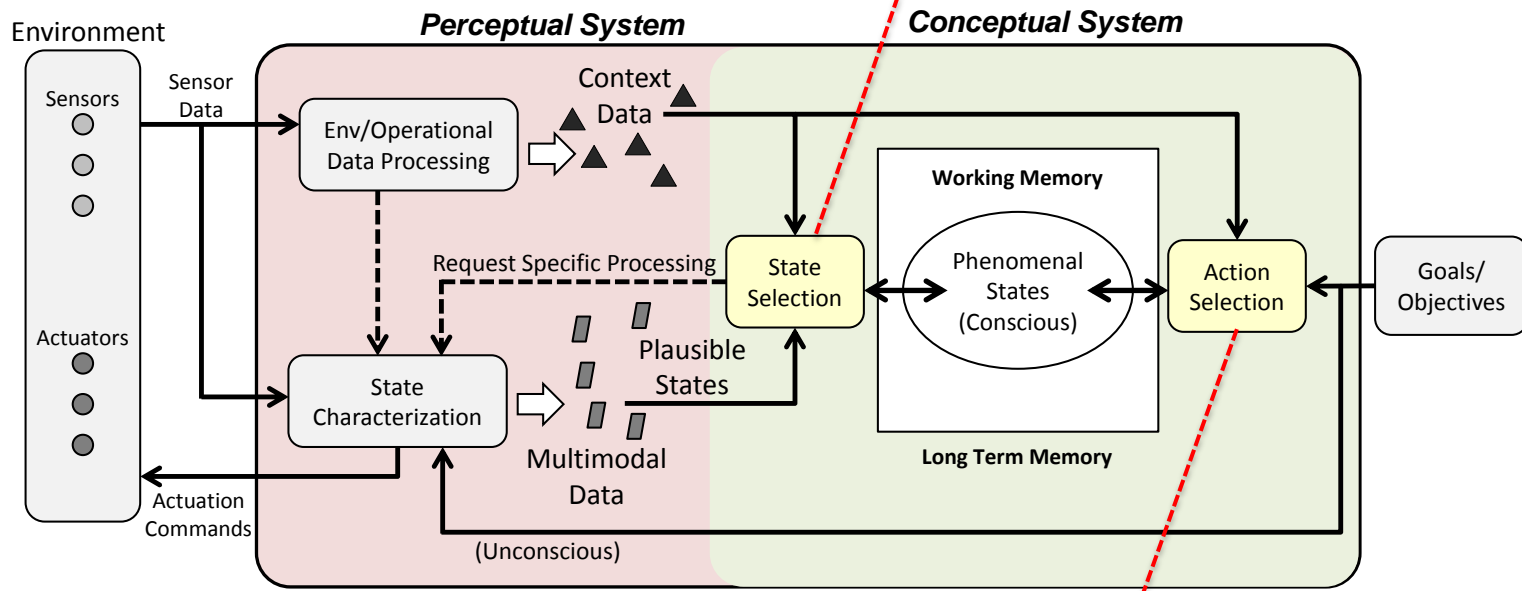 Perceptual System
Conceptual System
Environment
Sensors
Actuators
Sensor
Data
Env/Operational
Data Processing
Context
Data
Working Memory
Phenomenal
States
(Conscious)
Long Term Memory
Request Specific Processing
State
Selection
Action
Selection
Goals/
Objectives
State
Characterization
Plausible
States
Multimodal
Data
Actuation
Commands
(Unconscious)